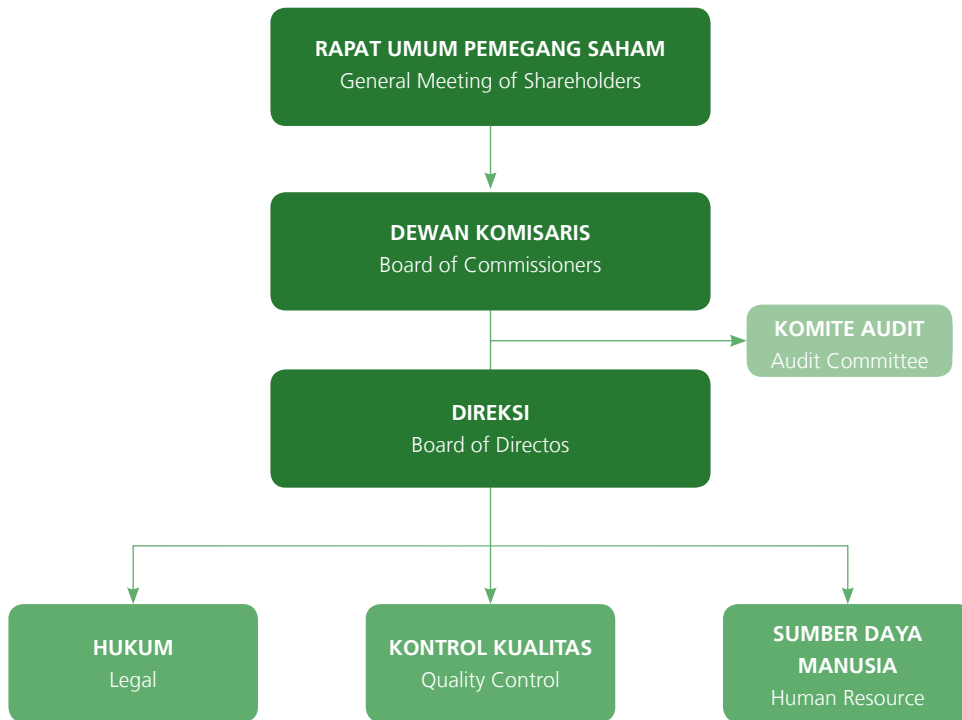 RAPAT UMUM PEMEGANG SAHAM
General Meeting of Shareholders
DEWAN KOMISARIS
Board of Commissioners
KOMITE AUDIT
Audit Committee
DIREKSI
Board of Directos
HUKUM
Legal
KONTROL KUALITAS
Quality Control
SUMBER DAYA
MANUSIA
Human Resource